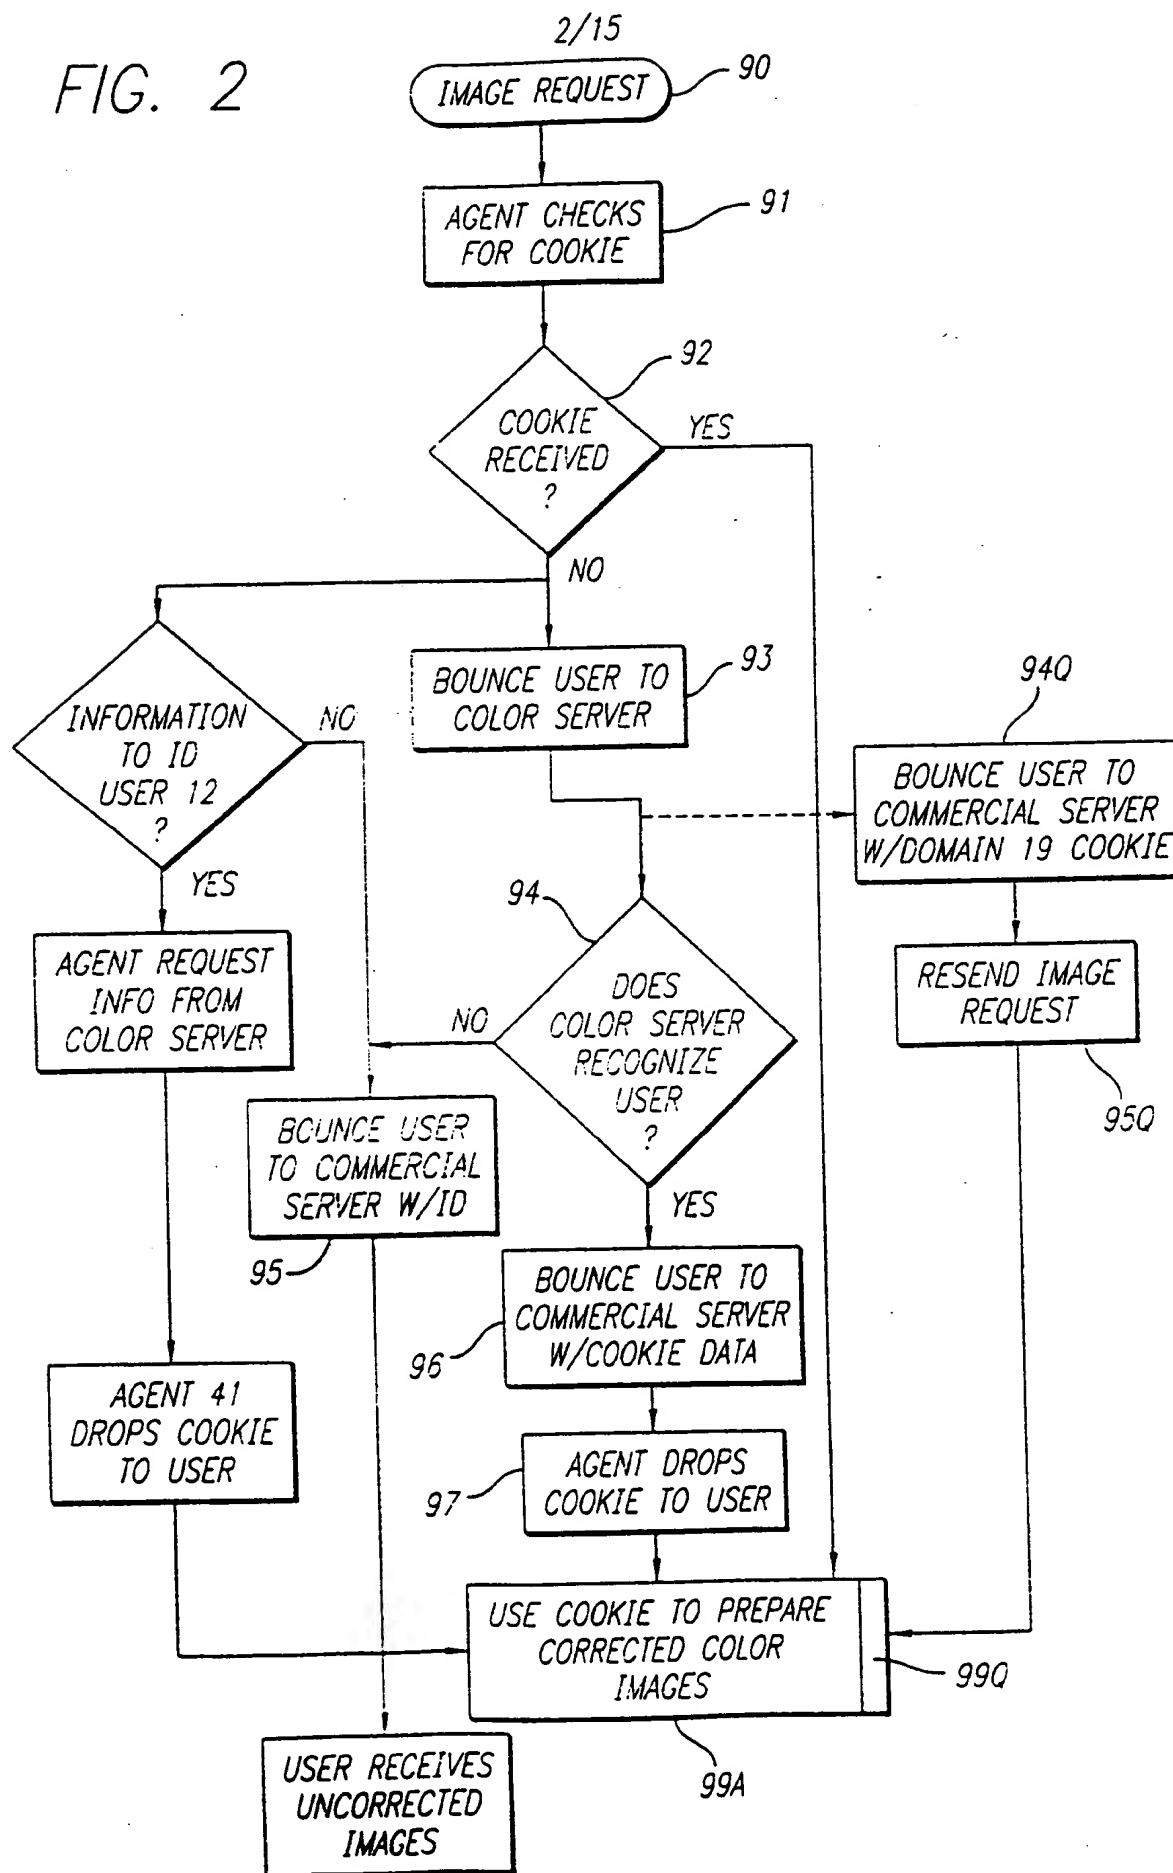 2/15
FIG. 2
IMAGE REQUEST
90
AGENT CHECKS
FOR COOKIE
91
92
COOKIE
RECEIVED
?
YES
NO
BOUNCE USER TO
COLOR SERVER
93
INFORMATION
TO ID
USER 12
?
NO
YES
94Q
BOUNCE USER TO
COMMERCIAL SERVER
W/DOMAIN 19 COOKIE
94
DOES
COLOR SERVER
RECOGNIZE
USER
?
NO
YES
AGENT REQUEST
INFO FROM
COLOR SERVER
RESEND IMAGE
REQUEST
95Q
BOUNCE USER
TO COMMERCIAL
SERVER W/ID
95
BOUNCE USER TO
COMMERCIAL SERVER
W/COOKIE DATA
96
AGENT 41
DROPS COOKIE
TO USER
AGENT DROPS
COOKIE TO USER
97
USE COOKIE TO PREPARE
CORRECTED COLOR
IMAGES
99Q
99A
USER RECEIVES
UNCORRECTED
IMAGES